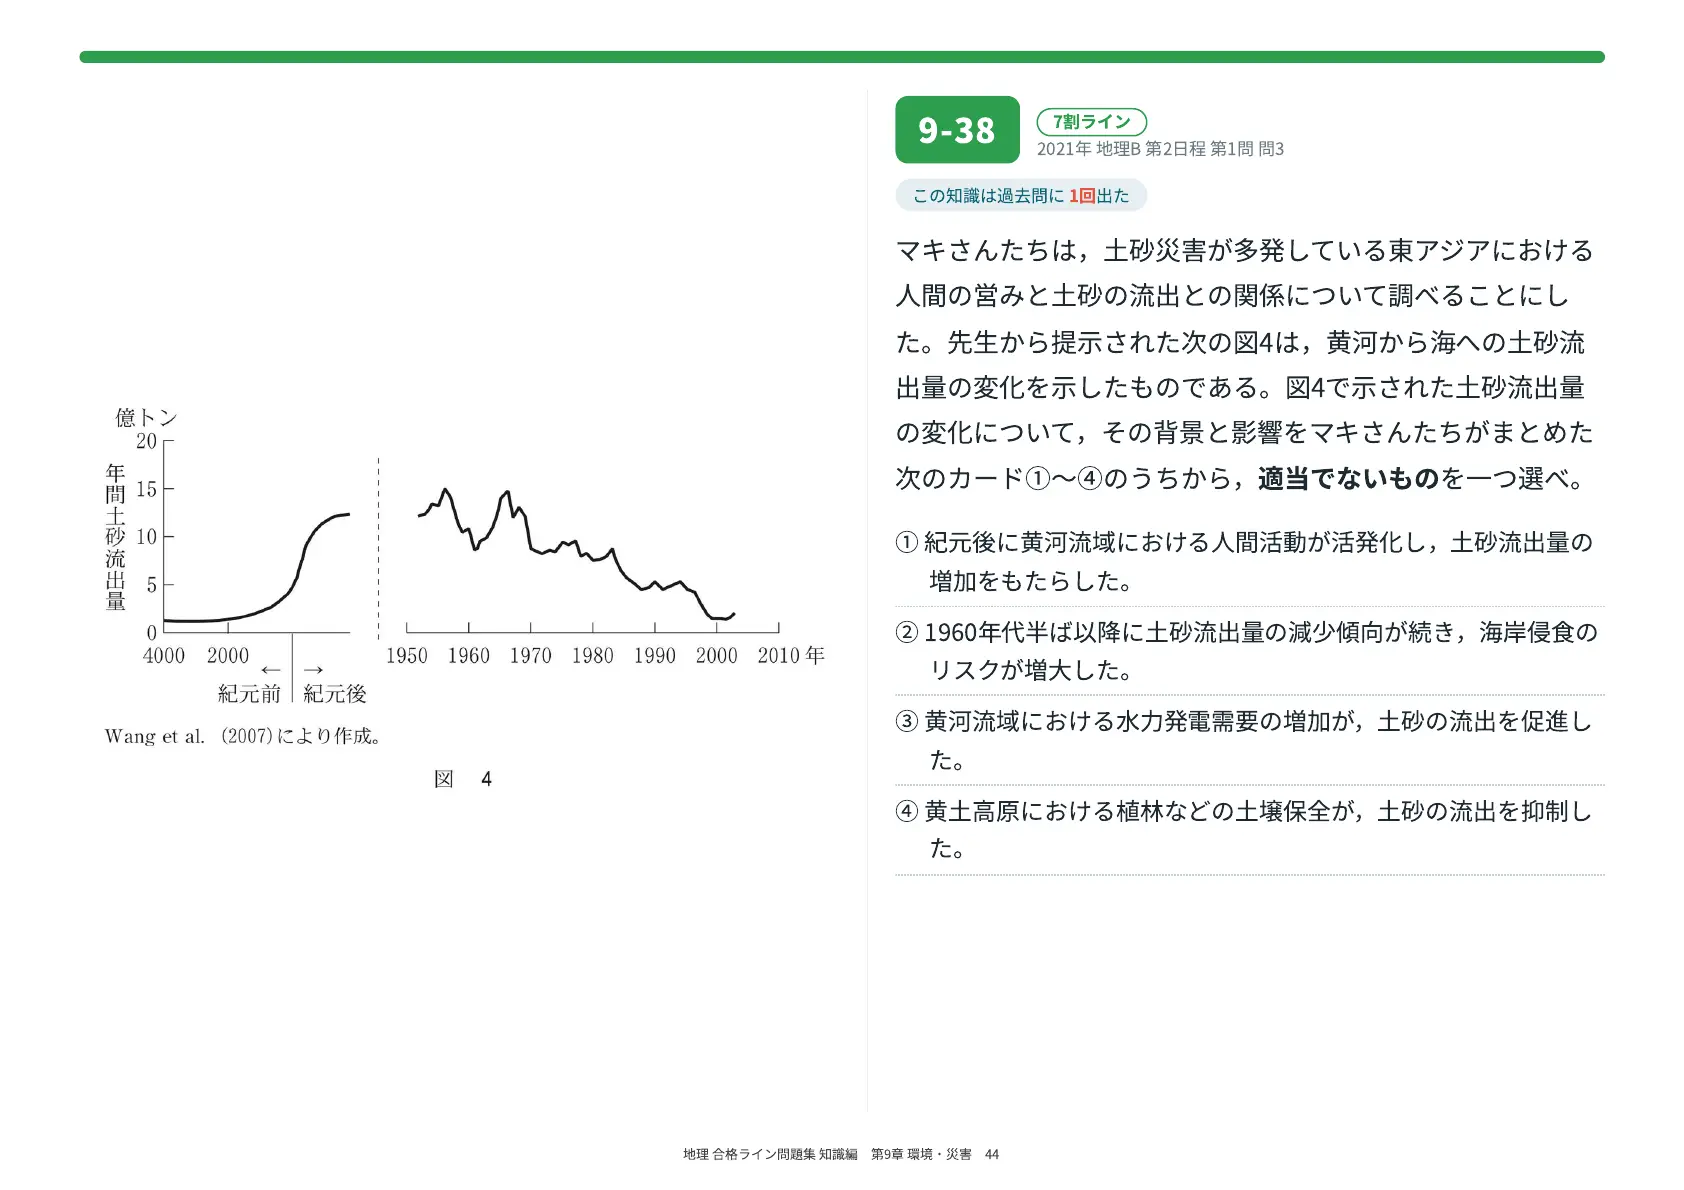 億トン
20
15
10
5
0
年間土砂流出量
4000 2000
← →
紀元前 紀元後
1950 1960 1970 1980 1990 2000 2010 年
Wang et al. (2007)により作成。
図 4
9-38
7割ライン
2021年 地理B 第2日程 第1問 問3
この知識は過去問に 1回出た
マキさんたちは，土砂災害が多発している東アジアにおける
人間の営みと土砂の流出との関係について調べることにし
た。先生から提示された次の図4は，黄河から海への土砂流
出量の変化を示したものである。図4で示された土砂流出量
の変化について，その背景と影響をマキさんたちがまとめた
次のカード①〜④のうちから，適当でないものを一つ選べ。
① 紀元後に黄河流域における人間活動が活発化し，土砂流出量の
増加をもたらした。
② 1960年代半ば以降に土砂流出量の減少傾向が続き，海岸侵食の
リスクが増大した。
③ 黄河流域における水力発電需要の増加が，土砂の流出を促進し
た。
④ 黄土高原における植林などの土壌保全が，土砂の流出を抑制し
た。
地理 合格ライン問題集 知識編 第9章 環境・災害 44